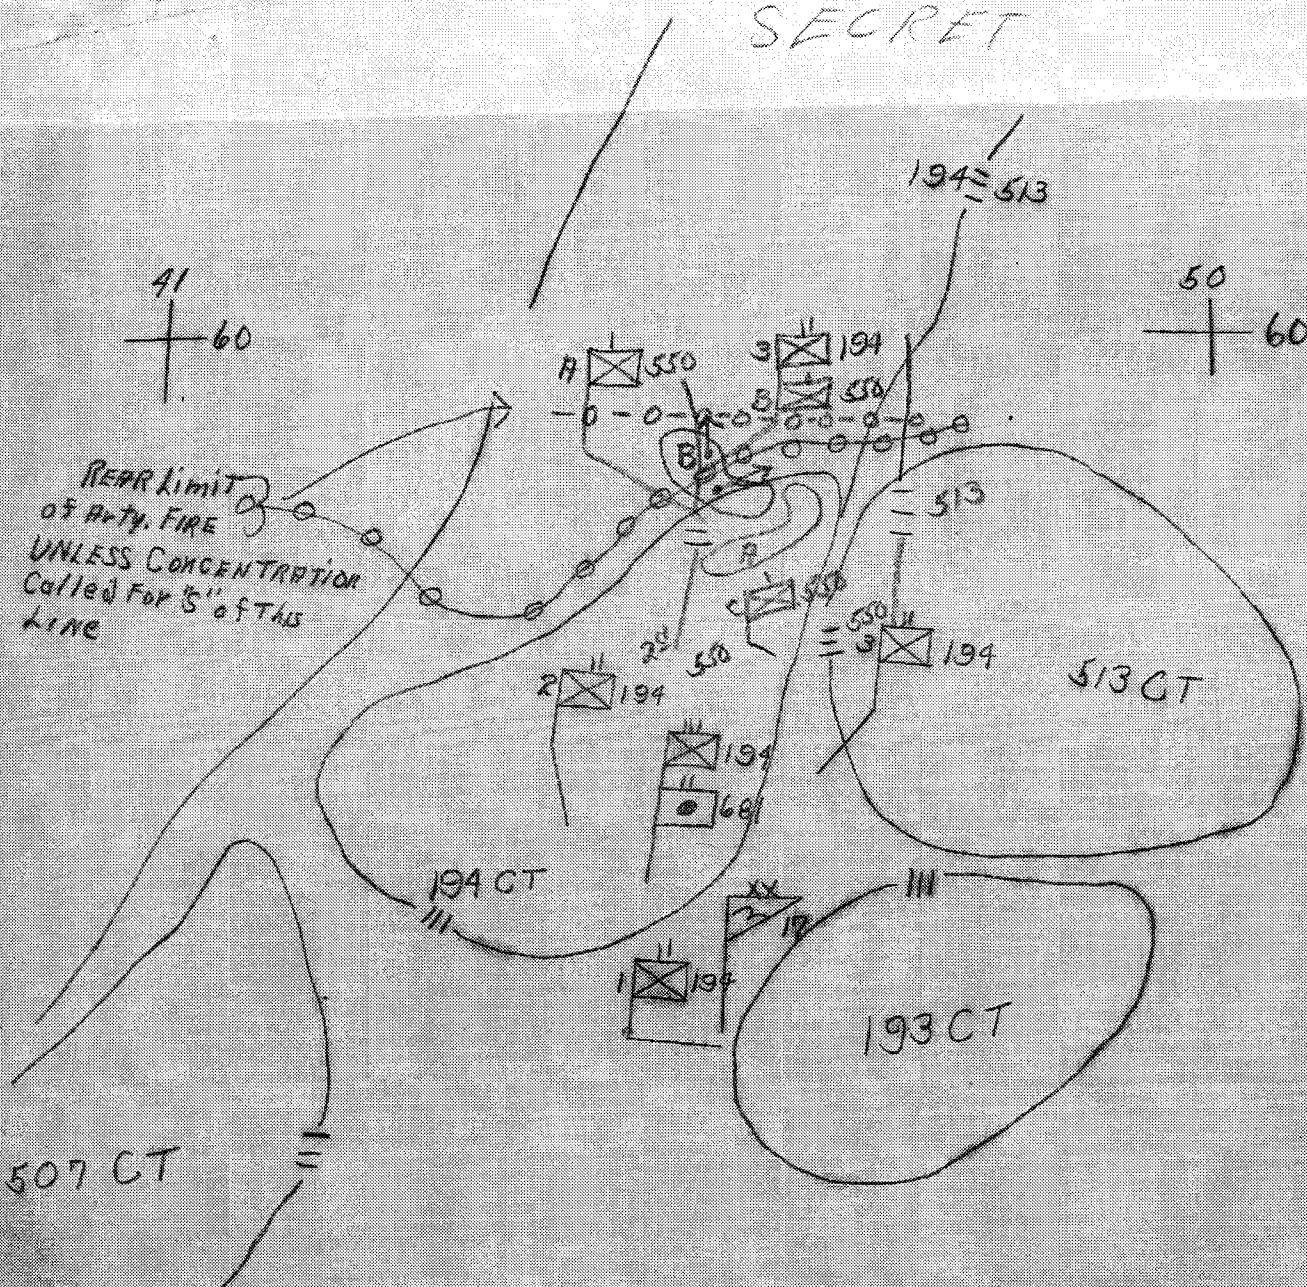 SECRET
194 513
41
60
50
60
A 550
3 194
B 550
B
REAR Limit
of Arty. FIRE
UNLESS CONCENTRATION
Called For "S" of This
Line
513
A
C 550
2d
550
550
3 194
513 CT
2 194
194
681
194 CT
XX
17
1 194
193 CT
507 CT